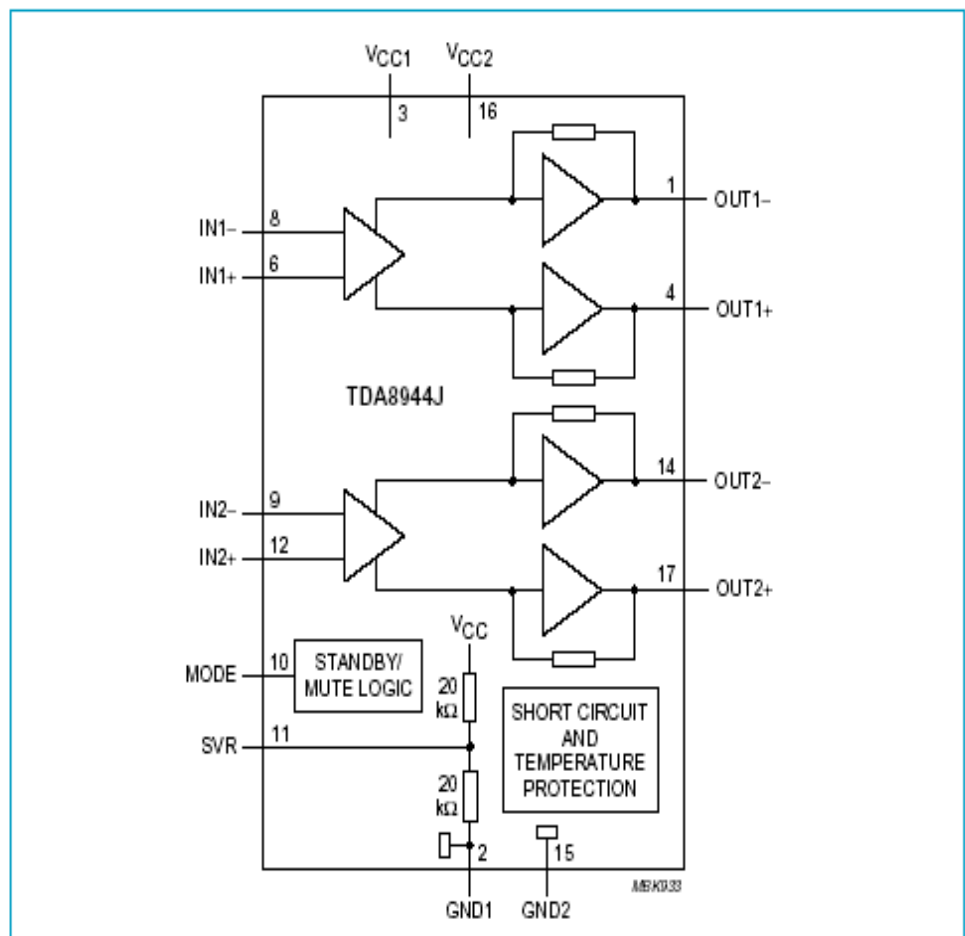 VCC1
VCC2
3
16
1
OUT1–
IN1–
8
6
IN1+
4
OUT1+
TDA8944J
14
OUT2–
IN2–
9
12
IN2+
17
OUT2+
VCC
MODE
10
STANDBY/
MUTE LOGIC
20
kΩ
SHORT CIRCUIT
AND
TEMPERATURE
PROTECTION
SVR
11
20
kΩ
2
15
MBK933
GND1
GND2